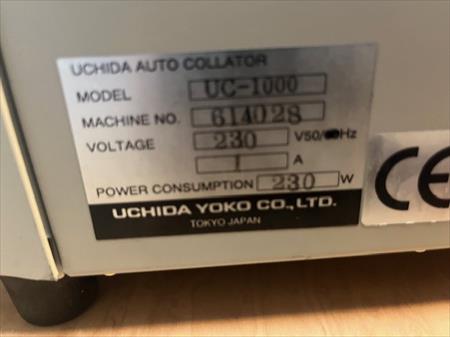 UCHIDA AUTO COLLATOR
MODEL UC-1000
MACHINE NO. 614028
VOLTAGE 230 V50/60Hz
1 A
POWER CONSUMPTION 230 W
UCHIDA YOKO CO., LTD.
TOKYO JAPAN
CE